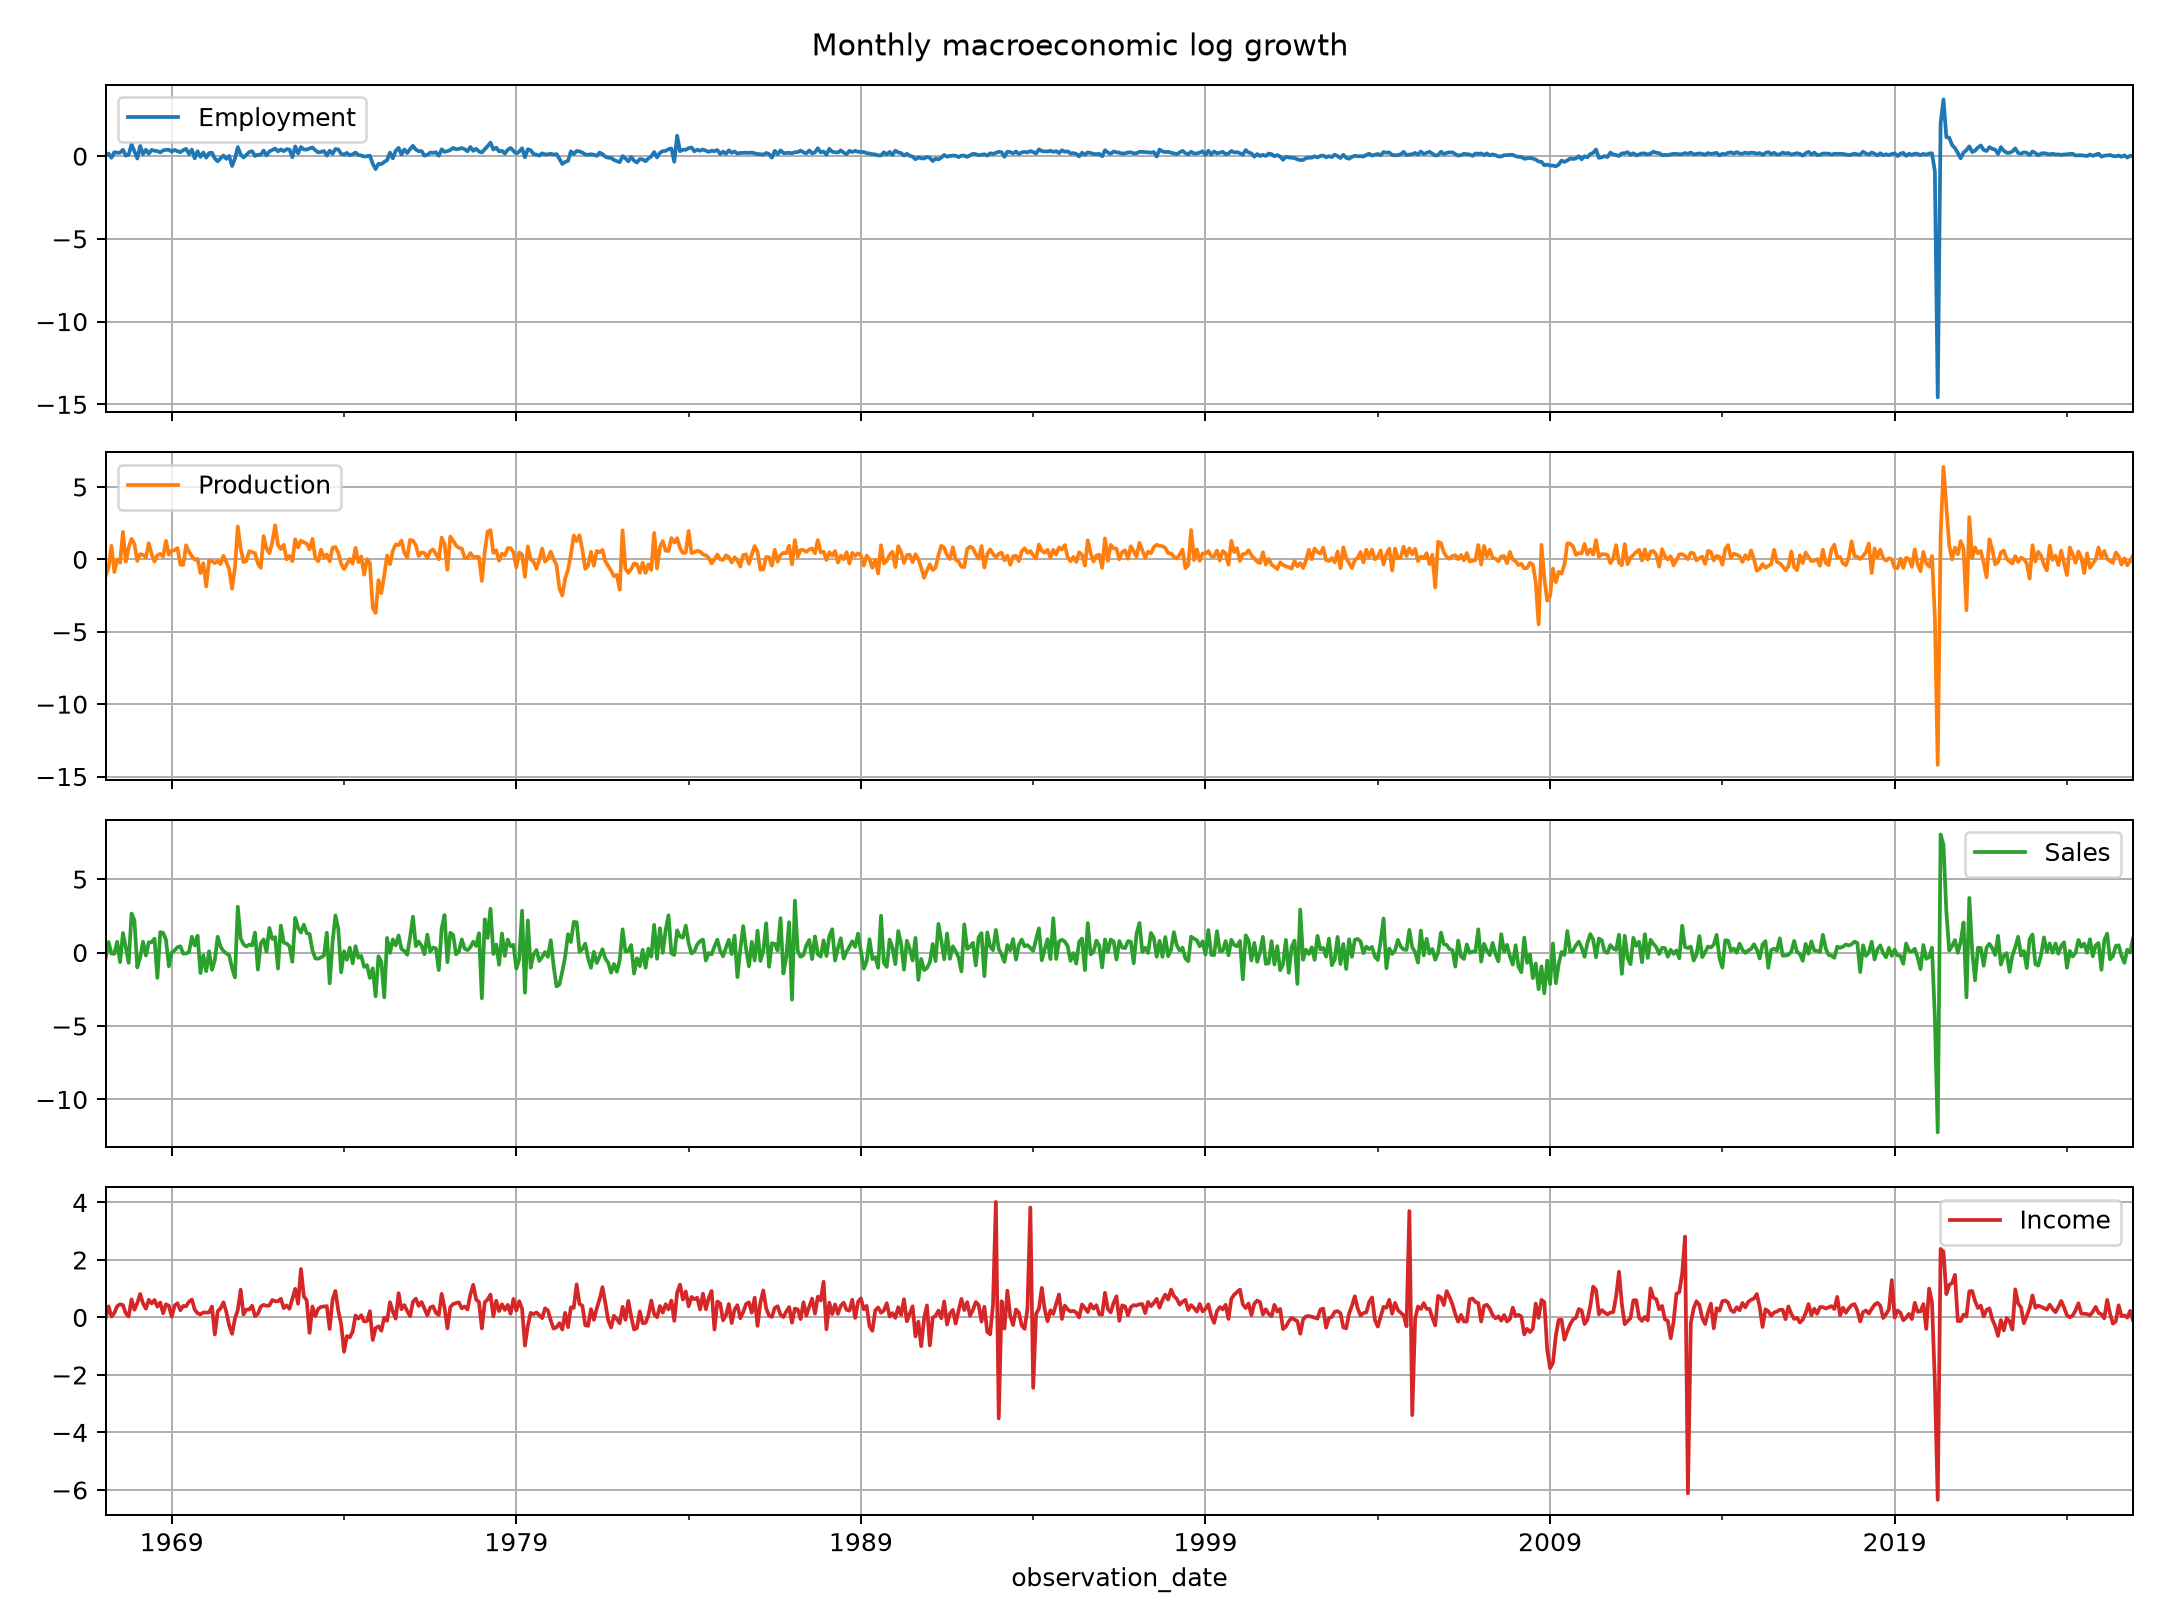 Monthly macroeconomic log growth
Employment
0
−5
−10
−15
Production
5
0
−5
−10
−15
Sales
5
0
−5
−10
Income
4
2
0
−2
−4
−6
1969 1979 1989 1999 2009 2019
observation_date